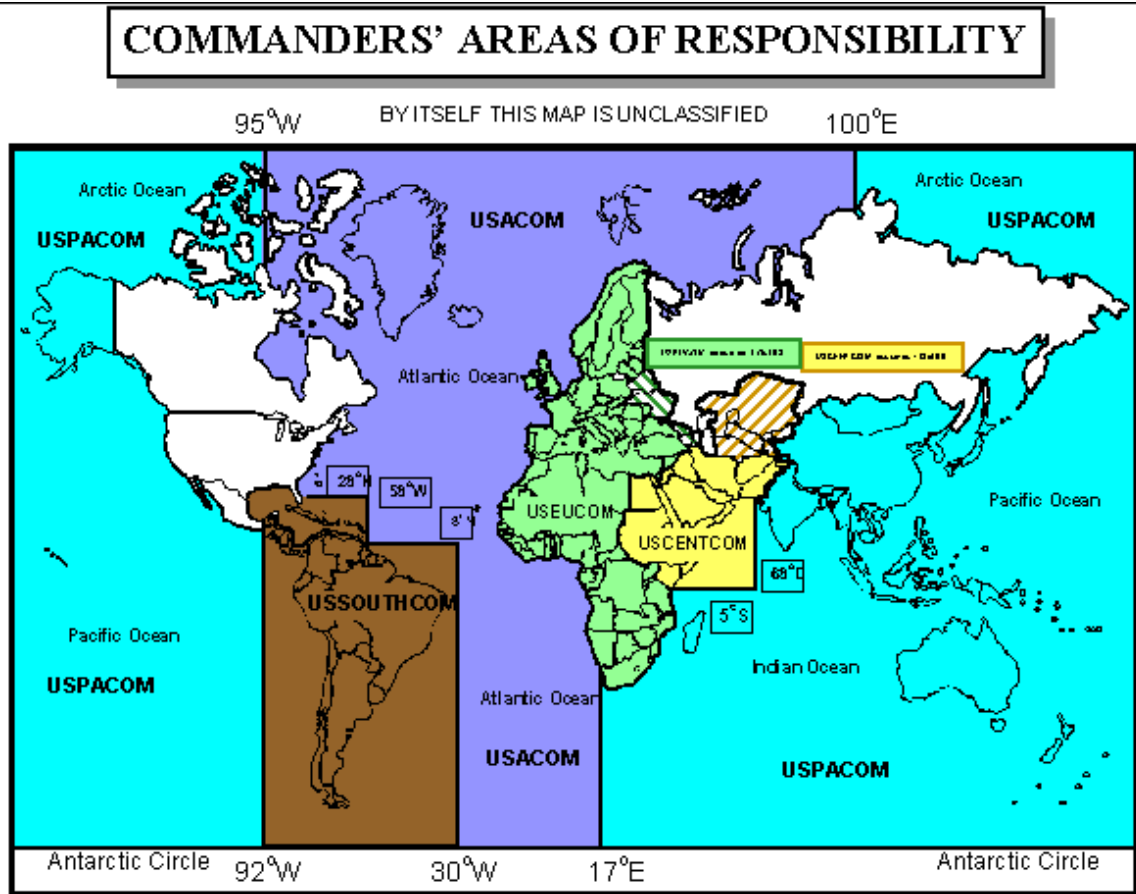 COMMANDERS' AREAS OF RESPONSIBILITY
BY ITSELF THIS MAP IS UNCLASSIFIED
95°W
100°E
Arctic Ocean
Arctic Ocean
USPACOM
USACOM
USPACOM
Atlantic Ocean
28°N
58°W
8°N
Pacific Ocean
USEUCOM
USCENTCOM
68°E
USSOUTHCOM
5°S
Pacific Ocean
Indian Ocean
USPACOM
Atlantic Ocean
USACOM
USPACOM
Antarctic Circle
92°W
30°W
17°E
Antarctic Circle